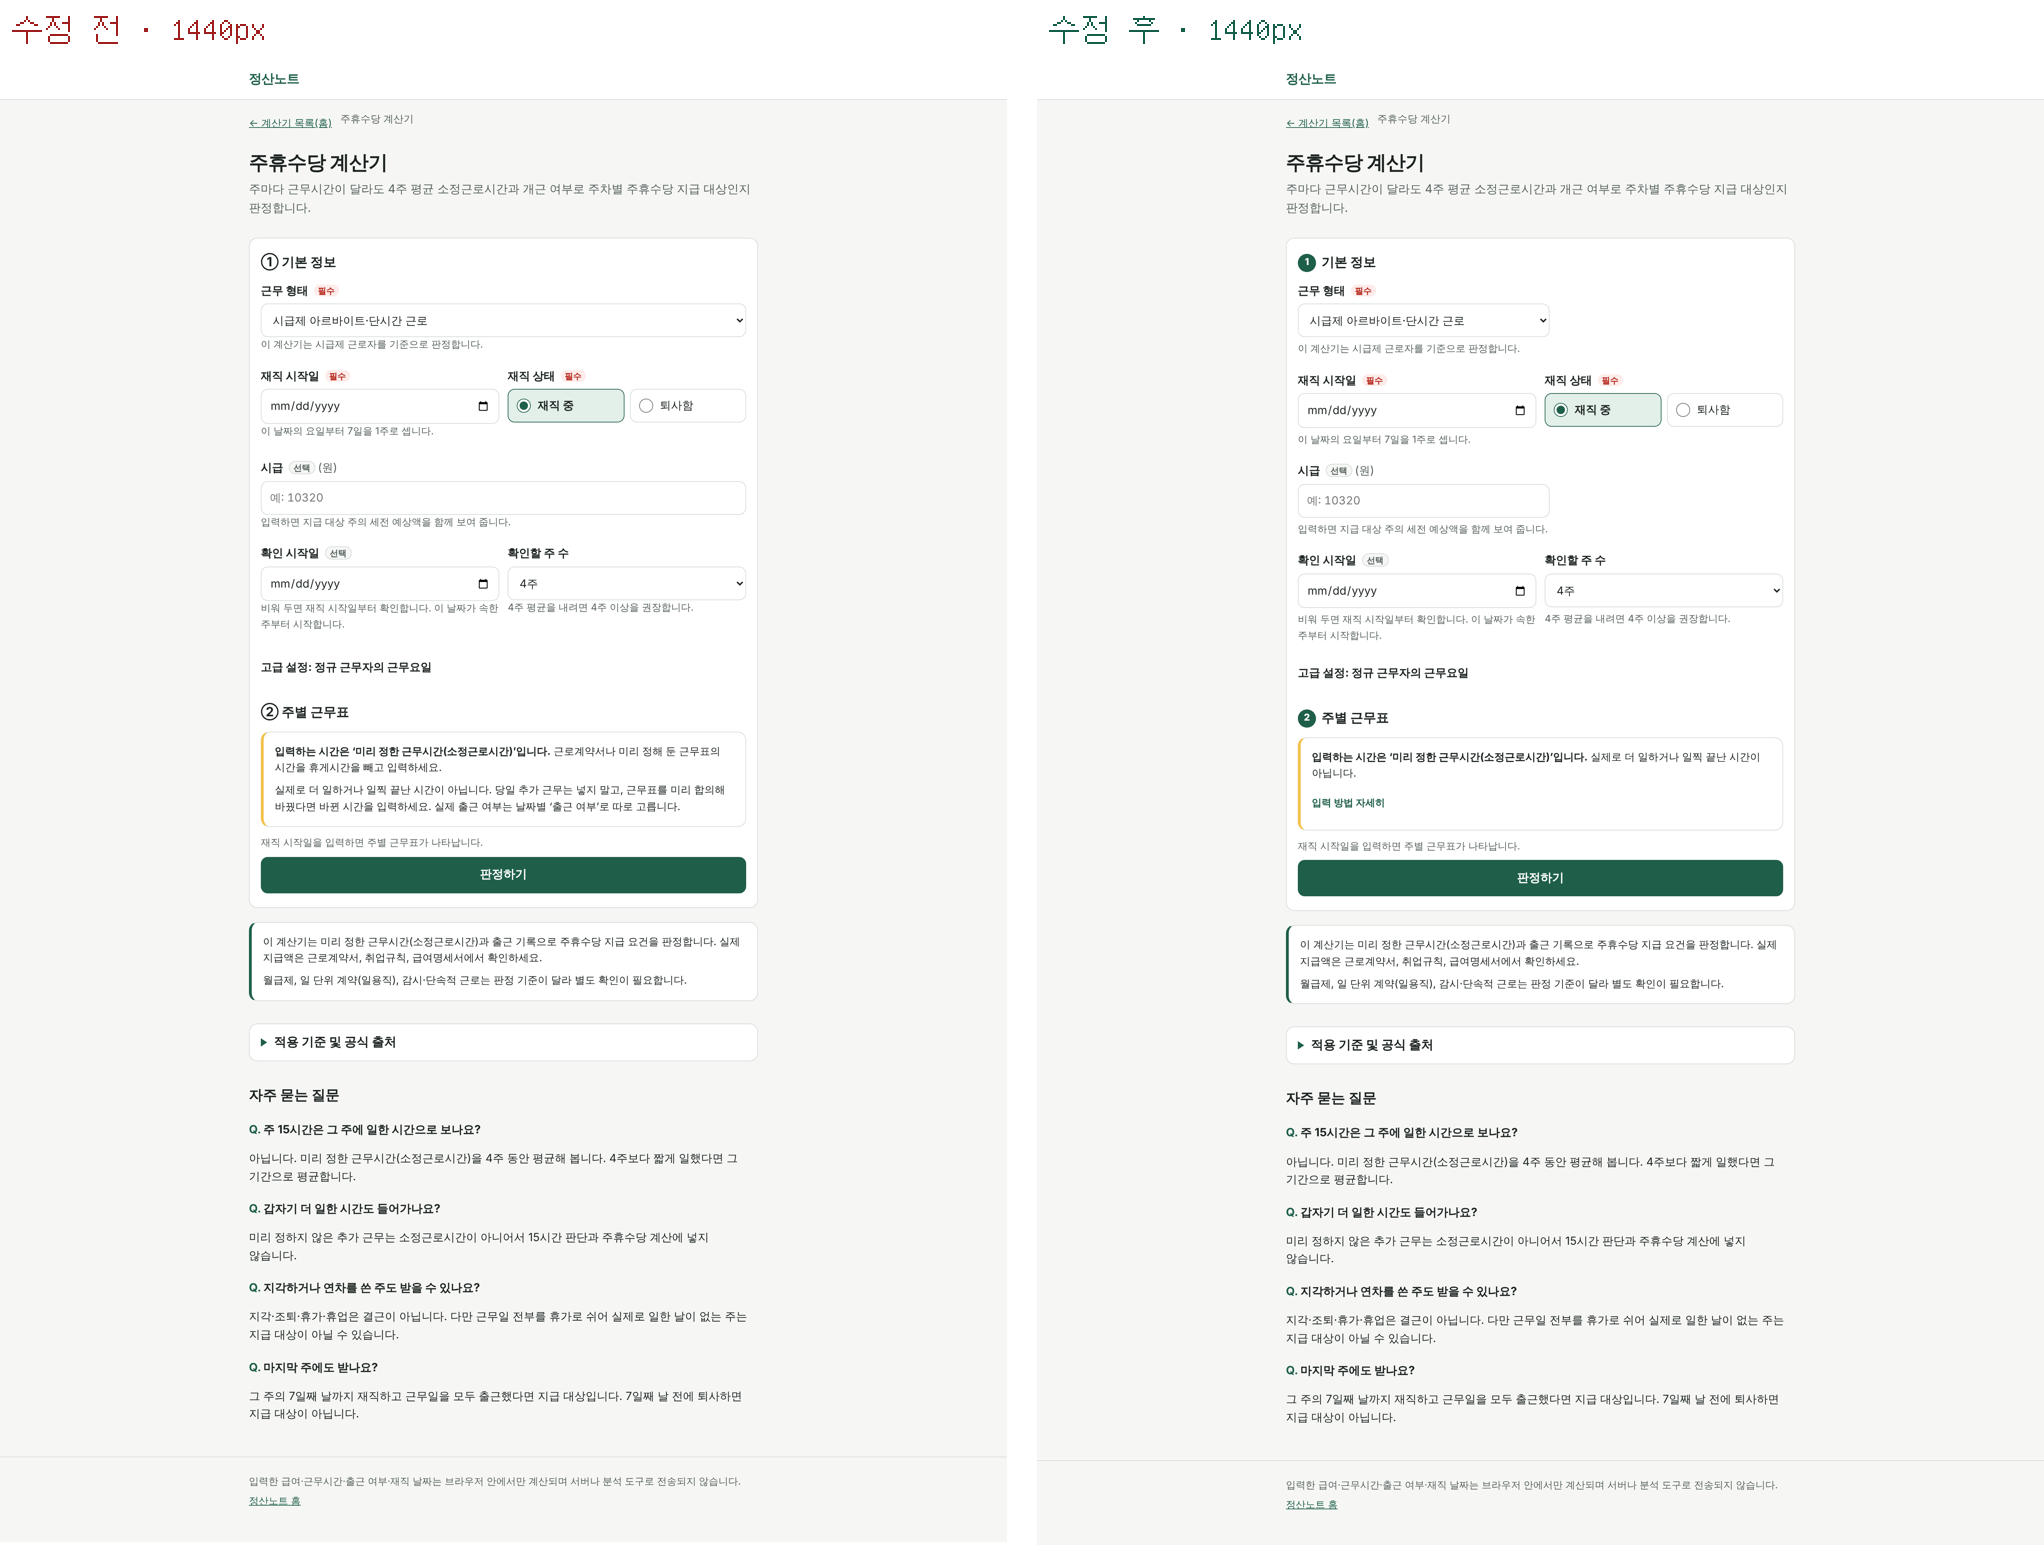 수정 전 · 1440px
정산노트
← 계산기 목록(홈) 주휴수당 계산기
주휴수당 계산기
주마다 근무시간이 달라도 4주 평균 소정근로시간과 개근 여부로 주차별 주휴수당 지급 대상인지
판정합니다.
① 기본 정보
근무 형태 필수
시급제 아르바이트·단시간 근로
이 계산기는 시급제 근로자를 기준으로 판정합니다.
재직 시작일 필수 재직 상태 필수
mm/dd/yyyy 재직 중 퇴사함
이 날짜의 요일부터 7일을 1주로 셉니다.
시급 선택 (원)
예: 10320
입력하면 지급 대상 주의 세전 예상액을 함께 보여 줍니다.
확인 시작일 선택 확인할 주 수
mm/dd/yyyy 4주
비워 두면 재직 시작일부터 확인합니다. 이 날짜가 속한 4주 평균을 내려면 4주 이상을 권장합니다.
주부터 시작합니다.
고급 설정: 정규 근무자의 근무요일
② 주별 근무표
입력하는 시간은 ‘미리 정한 근무시간(소정근로시간)’입니다. 근로계약서나 미리 정해 둔 근무표의
시간을 휴게시간을 빼고 입력하세요.
실제로 더 일하거나 일찍 끝난 시간이 아닙니다. 당일 추가 근무는 넣지 말고, 근무표를 미리 합의해
바꿨다면 바뀐 시간을 입력하세요. 실제 출근 여부는 날짜별 ‘출근 여부’로 따로 고릅니다.
재직 시작일을 입력하면 주별 근무표가 나타납니다.
판정하기
이 계산기는 미리 정한 근무시간(소정근로시간)과 출근 기록으로 주휴수당 지급 요건을 판정합니다. 실제
지급액은 근로계약서, 취업규칙, 급여명세서에서 확인하세요.
월급제, 일 단위 계약(일용직), 감시·단속적 근로는 판정 기준이 달라 별도 확인이 필요합니다.
적용 기준 및 공식 출처
자주 묻는 질문
Q. 주 15시간은 그 주에 일한 시간으로 보나요?
아닙니다. 미리 정한 근무시간(소정근로시간)을 4주 동안 평균해 봅니다. 4주보다 짧게 일했다면 그
기간으로 평균합니다.
Q. 갑자기 더 일한 시간도 들어가나요?
미리 정하지 않은 추가 근무는 소정근로시간이 아니어서 15시간 판단과 주휴수당 계산에 넣지
않습니다.
Q. 지각하거나 연차를 쓴 주도 받을 수 있나요?
지각·조퇴·휴가·휴업은 결근이 아닙니다. 다만 근무일 전부를 휴가로 쉬어 실제로 일한 날이 없는 주는
지급 대상이 아닐 수 있습니다.
Q. 마지막 주에도 받나요?
그 주의 7일째 날까지 재직하고 근무일을 모두 출근했다면 지급 대상입니다. 7일째 날 전에 퇴사하면
지급 대상이 아닙니다.
입력한 급여·근무시간·출근 여부·재직 날짜는 브라우저 안에서만 계산되며 서버나 분석 도구로 전송되지 않습니다.
정산노트 홈
수정 후 · 1440px
정산노트
← 계산기 목록(홈) 주휴수당 계산기
주휴수당 계산기
주마다 근무시간이 달라도 4주 평균 소정근로시간과 개근 여부로 주차별 주휴수당 지급 대상인지
판정합니다.
1 기본 정보
근무 형태 필수
시급제 아르바이트·단시간 근로
이 계산기는 시급제 근로자를 기준으로 판정합니다.
재직 시작일 필수 재직 상태 필수
mm/dd/yyyy 재직 중 퇴사함
이 날짜의 요일부터 7일을 1주로 셉니다.
시급 선택 (원)
예: 10320
입력하면 지급 대상 주의 세전 예상액을 함께 보여 줍니다.
확인 시작일 선택 확인할 주 수
mm/dd/yyyy 4주
비워 두면 재직 시작일부터 확인합니다. 이 날짜가 속한 4주 평균을 내려면 4주 이상을 권장합니다.
주부터 시작합니다.
고급 설정: 정규 근무자의 근무요일
2 주별 근무표
입력하는 시간은 ‘미리 정한 근무시간(소정근로시간)’입니다. 실제로 더 일하거나 일찍 끝난 시간이
아닙니다.
입력 방법 자세히
재직 시작일을 입력하면 주별 근무표가 나타납니다.
판정하기
이 계산기는 미리 정한 근무시간(소정근로시간)과 출근 기록으로 주휴수당 지급 요건을 판정합니다. 실제
지급액은 근로계약서, 취업규칙, 급여명세서에서 확인하세요.
월급제, 일 단위 계약(일용직), 감시·단속적 근로는 판정 기준이 달라 별도 확인이 필요합니다.
적용 기준 및 공식 출처
자주 묻는 질문
Q. 주 15시간은 그 주에 일한 시간으로 보나요?
아닙니다. 미리 정한 근무시간(소정근로시간)을 4주 동안 평균해 봅니다. 4주보다 짧게 일했다면 그
기간으로 평균합니다.
Q. 갑자기 더 일한 시간도 들어가나요?
미리 정하지 않은 추가 근무는 소정근로시간이 아니어서 15시간 판단과 주휴수당 계산에 넣지
않습니다.
Q. 지각하거나 연차를 쓴 주도 받을 수 있나요?
지각·조퇴·휴가·휴업은 결근이 아닙니다. 다만 근무일 전부를 휴가로 쉬어 실제로 일한 날이 없는 주는
지급 대상이 아닐 수 있습니다.
Q. 마지막 주에도 받나요?
그 주의 7일째 날까지 재직하고 근무일을 모두 출근했다면 지급 대상입니다. 7일째 날 전에 퇴사하면
지급 대상이 아닙니다.
입력한 급여·근무시간·출근 여부·재직 날짜는 브라우저 안에서만 계산되며 서버나 분석 도구로 전송되지 않습니다.
정산노트 홈